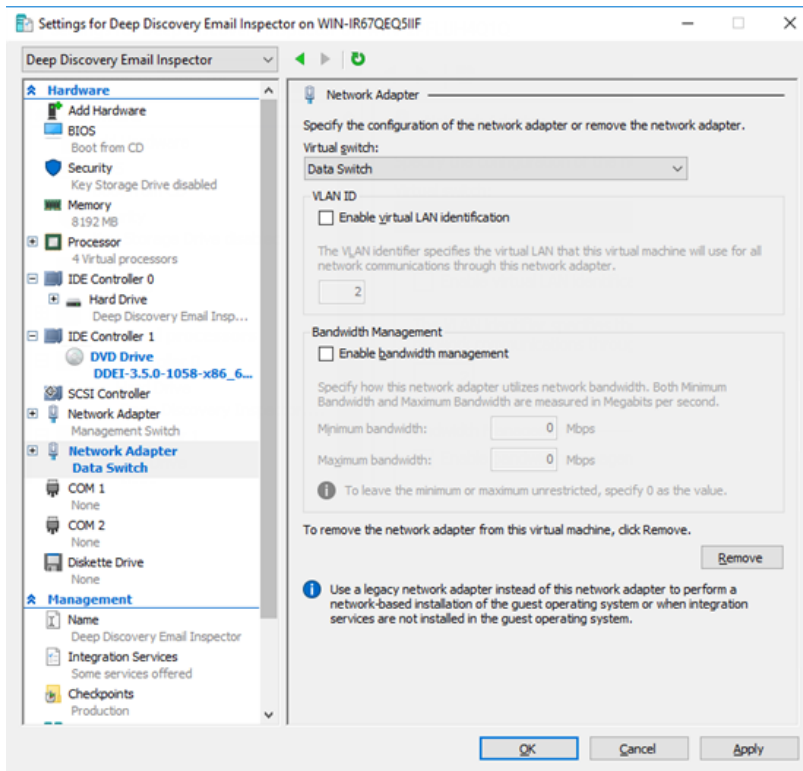 Settings for Deep Discovery Email Inspector on WIN-IR67QEQ5IIF
Deep Discovery Email Inspector
Hardware
Add Hardware
BIOS
Boot from CD
Security
Key Storage Drive disabled
Memory
8192 MB
Processor
4 Virtual processors
IDE Controller 0
Hard Drive
Deep Discovery Email Insp...
IDE Controller 1
DVD Drive
DDEI-3.5.0-1058-x86_6...
SCSI Controller
Network Adapter
Management Switch
Network Adapter
Data Switch
COM 1
None
COM 2
None
Diskette Drive
None
Management
Name
Deep Discovery Email Inspector
Integration Services
Some services offered
Checkpoints
Production
Network Adapter
Specify the configuration of the network adapter or remove the network adapter.
Virtual switch:
Data Switch
VLAN ID
Enable virtual LAN identification
The VLAN identifier specifies the virtual LAN that this virtual machine will use for all
network communications through this network adapter.
2
Bandwidth Management
Enable bandwidth management
Specify how this network adapter utilizes network bandwidth. Both Minimum
Bandwidth and Maximum Bandwidth are measured in Megabits per second.
Minimum bandwidth: 0 Mbps
Maximum bandwidth: 0 Mbps
To leave the minimum or maximum unrestricted, specify 0 as the value.
To remove the network adapter from this virtual machine, click Remove.
Remove
Use a legacy network adapter instead of this network adapter to perform a
network-based installation of the guest operating system or when integration
services are not installed in the guest operating system.
OK Cancel Apply